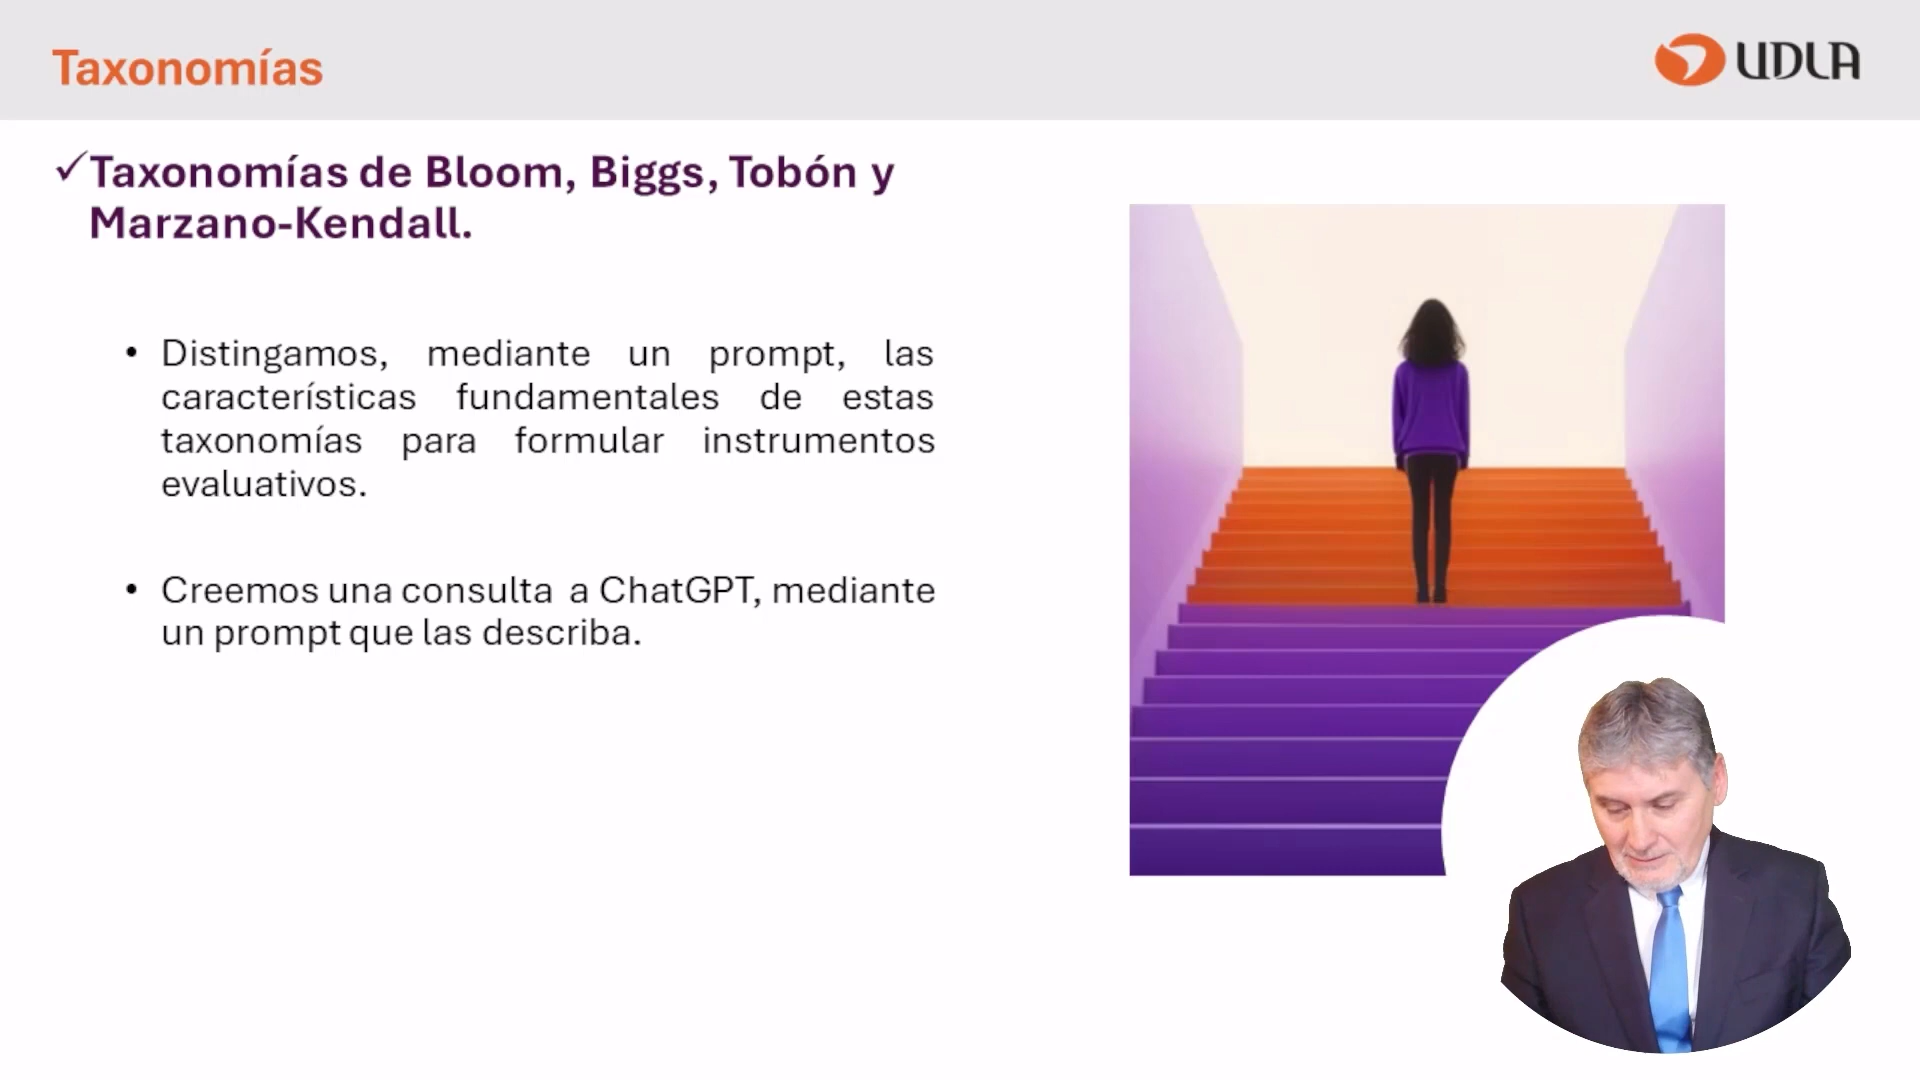 Taxonomías
UDLA
✓Taxonomías de Bloom, Biggs, Tobón y
Marzano-Kendall.
• Distingamos, mediante un prompt, las
características fundamentales de estas
taxonomías para formular instrumentos
evaluativos.
• Creemos una consulta a ChatGPT, mediante
un prompt que las describa.